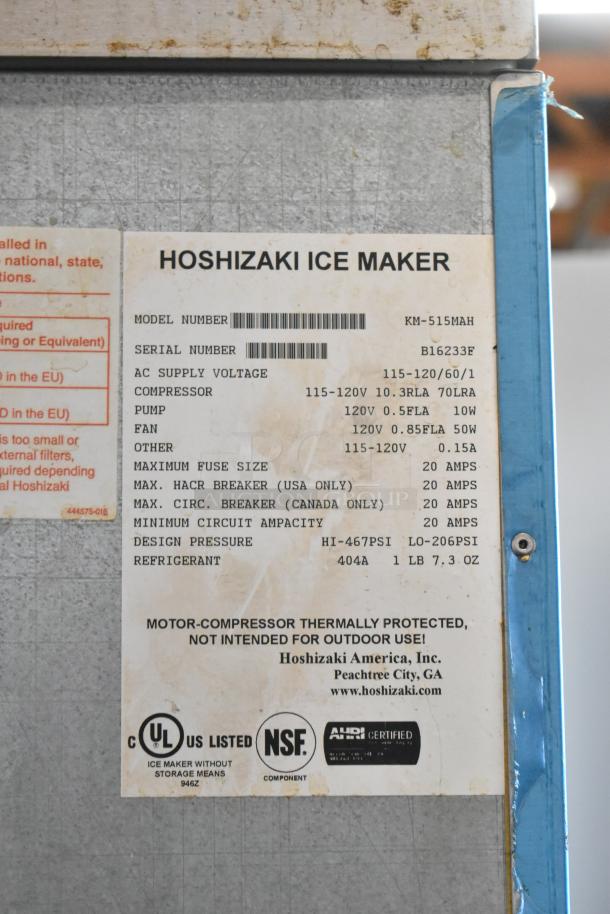 alled in
national, state,
tions.
quired
ing or Equivalent)
D in the EU)
D in the EU)
is too small or
xternal filters,
quired depending
al Hoshizaki
444575-01
HOSHIZAKI ICE MAKER
MODEL NUMBER KM-515MAH
SERIAL NUMBER B16233F
AC SUPPLY VOLTAGE 115-120/60/1
COMPRESSOR 115-120V 10.3RLA 70LRA
PUMP 120V 0.5FLA 10W
FAN 120V 0.85FLA 50W
OTHER 115-120V 0.15A
MAXIMUM FUSE SIZE 20 AMPS
MAX. HACR BREAKER (USA ONLY) 20 AMPS
MAX. CIRC. BREAKER (CANADA ONLY) 20 AMPS
MINIMUM CIRCUIT AMPACITY 20 AMPS
DESIGN PRESSURE HI-467PSI LO-206PSI
REFRIGERANT 404A 1 LB 7.3 OZ
AUCTION GROUP
MOTOR-COMPRESSOR THERMALLY PROTECTED,
NOT INTENDED FOR OUTDOOR USE!
Hoshizaki America, Inc.
Peachtree City, GA
www.hoshizaki.com
C UL US LISTED
ICE MAKER WITHOUT
STORAGE MEANS
946Z
NSF.
COMPONENT
AHRI CERTIFIED